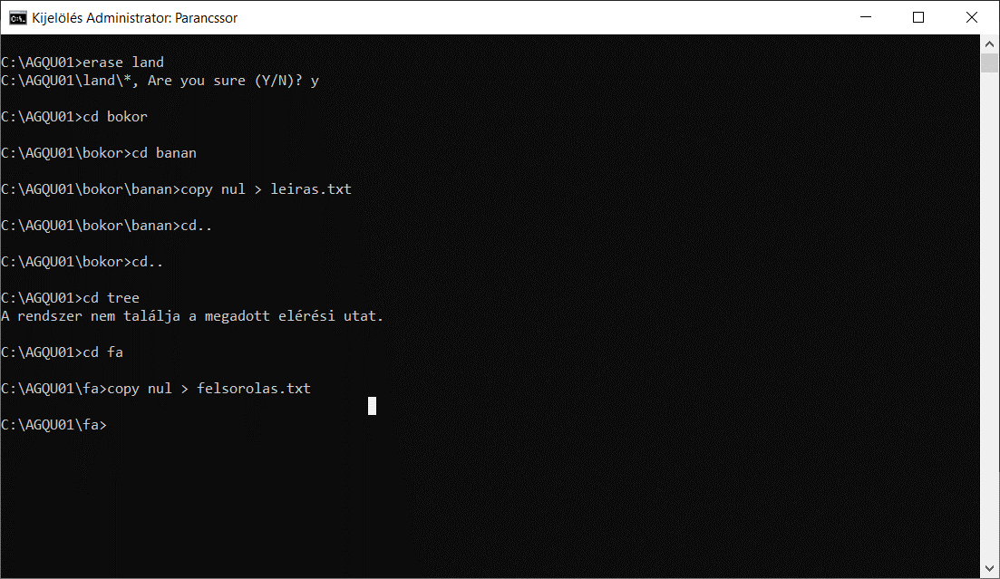 Kijelölés Administrator: Parancssor
C:\AGQU01>erase land
C:\AGQU01\land\*, Are you sure (Y/N)? y
C:\AGQU01>cd bokor
C:\AGQU01\bokor>cd banan
C:\AGQU01\bokor\banan>copy nul > leiras.txt
C:\AGQU01\bokor\banan>cd..
C:\AGQU01\bokor>cd..
C:\AGQU01>cd tree
A rendszer nem találja a megadott elérési utat.
C:\AGQU01>cd fa
C:\AGQU01\fa>copy nul > felsorolas.txt
C:\AGQU01\fa>